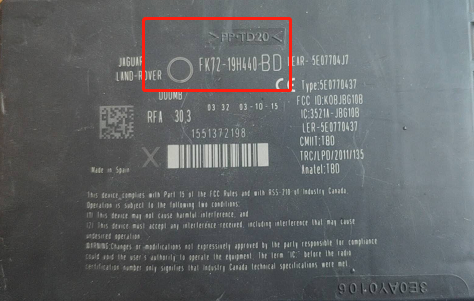 >PP-TD20<
JAGUAR
LAND-ROVER
FK72-19H440-BD
LEAR-5E0770437
Type:5E0770437
000MB
03:32 03-10-15
FCC ID:KOBJBG10B
RFA 30,3
IC:3521A-JBG10B
LER-5E0770437
1551372198
CMIIT:TBD
X
TRC/LPD/2011/135
Anatel:TBD
Made in Spain
This device complies with Part 15 of the FCC Rules and with RSS-210 of Industry Canada.
Operation is subject to the following two conditions:
(1) This device may not cause harmful interference, and
(2) This device must accept any interference received, including interference that may cause
undesired operation.
WARNING:Changes or modifications not expressively approved by the party responsible for compliance
could void the user's authority to operate the equipment. The term "IC" before the radio
certification number only signifies that Industry Canada technical specifications were met.
3E0AY0106